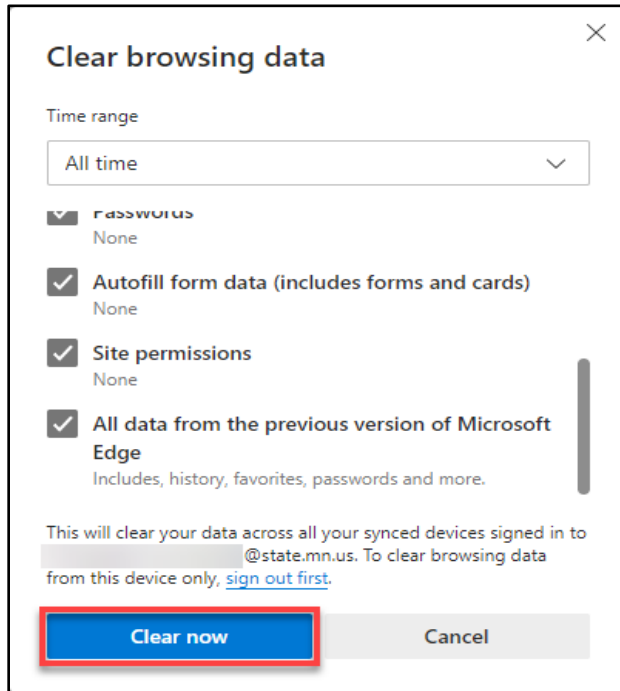 Clear browsing data
Time range
All time
Passwords
None
Autofill form data (includes forms and cards)
None
Site permissions
None
All data from the previous version of Microsoft
Edge
Includes, history, favorites, passwords and more.
This will clear your data across all your synced devices signed in to
@state.mn.us. To clear browsing data
from this device only, sign out first.
Clear now
Cancel